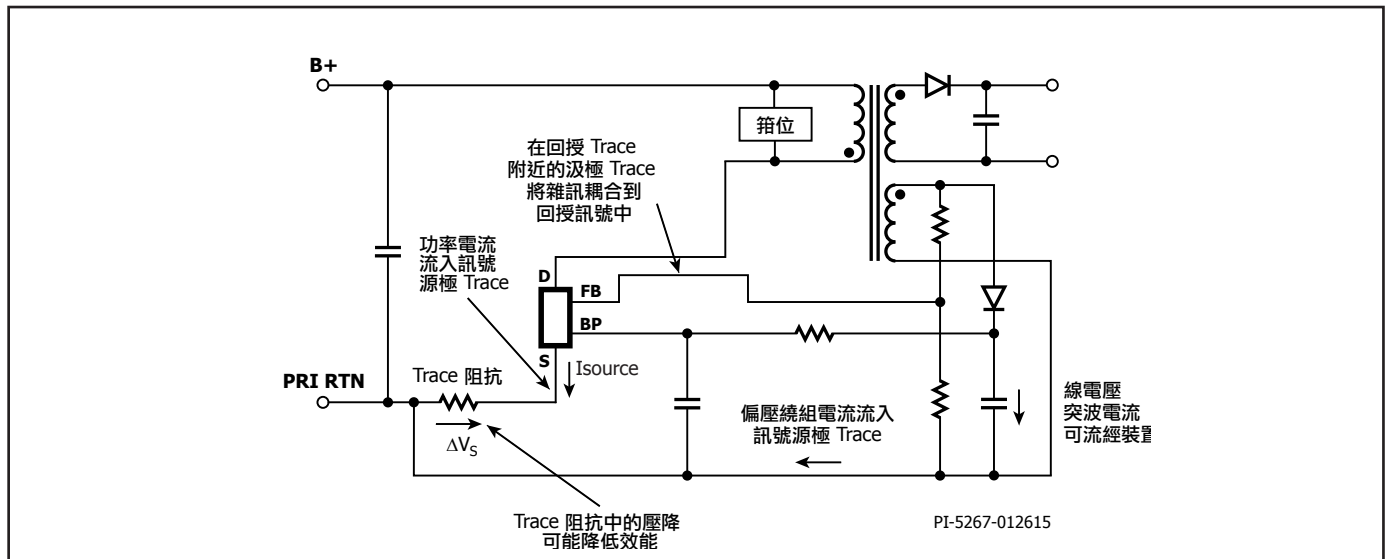 B+
箝位
在回授 Trace
附近的汲極 Trace
將雜訊耦合到
回授訊號中
功率電流
流入訊號
源極 Trace
D
FB
BP
S
Isource
PRI RTN
Trace 阻抗
ΔVS
偏壓繞組電流流入
訊號源極 Trace
線電壓
突波電流
可流經裝置
Trace 阻抗中的壓降
可能降低效能
PI-5267-012615